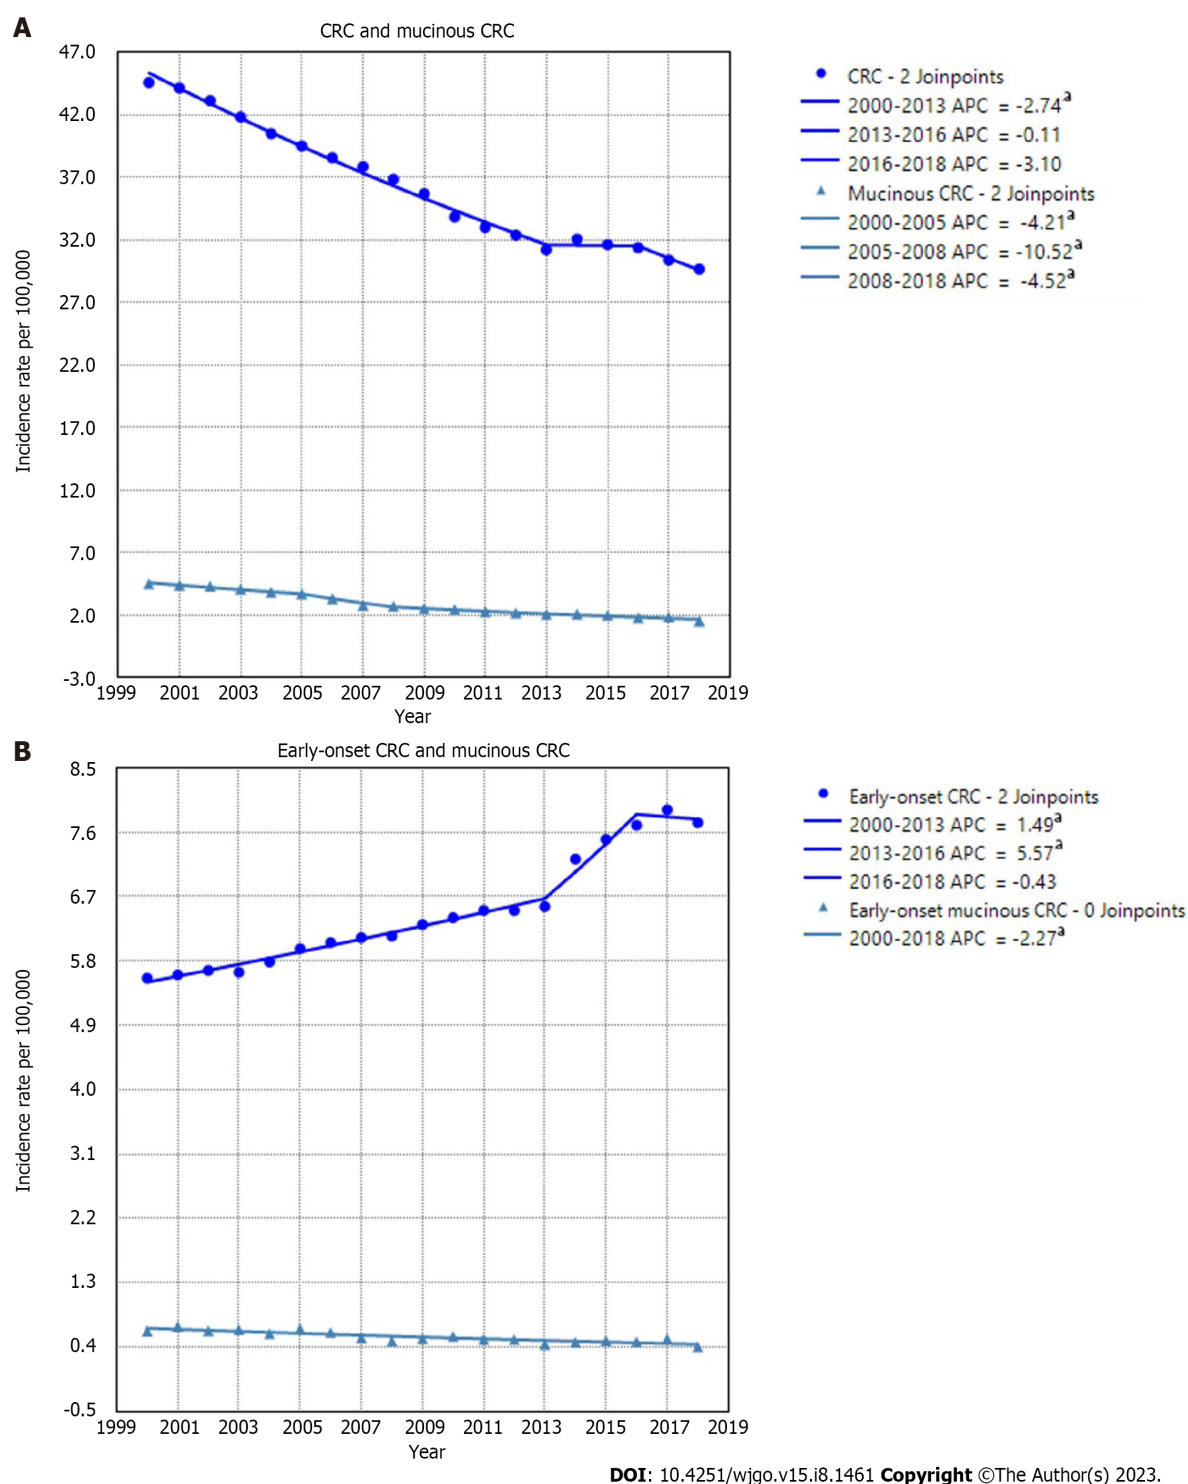 A
CRC and mucinous CRC
47.0
42.0
37.0
32.0
27.0
22.0
17.0
12.0
7.0
2.0
-3.0
Incidence rate per 100,000
1999 2001 2003 2005 2007 2009 2011 2013 2015 2017 2019
Year
CRC - 2 Joinpoints
2000-2013 APC = -2.74a
2013-2016 APC = -0.11
2016-2018 APC = -3.10
Mucinous CRC - 2 Joinpoints
2000-2005 APC = -4.21a
2005-2008 APC = -10.52a
2008-2018 APC = -4.52a
B
Early-onset CRC and mucinous CRC
8.5
7.6
6.7
5.8
4.9
4.0
3.1
2.2
1.3
0.4
-0.5
Incidence rate per 100,000
1999 2001 2003 2005 2007 2009 2011 2013 2015 2017 2019
Year
Early-onset CRC - 2 Joinpoints
2000-2013 APC = 1.49a
2013-2016 APC = 5.57a
2016-2018 APC = -0.43
Early-onset mucinous CRC - 0 Joinpoints
2000-2018 APC = -2.27a
DOI: 10.4251/wjgo.v15.i8.1461 Copyright ©The Author(s) 2023.